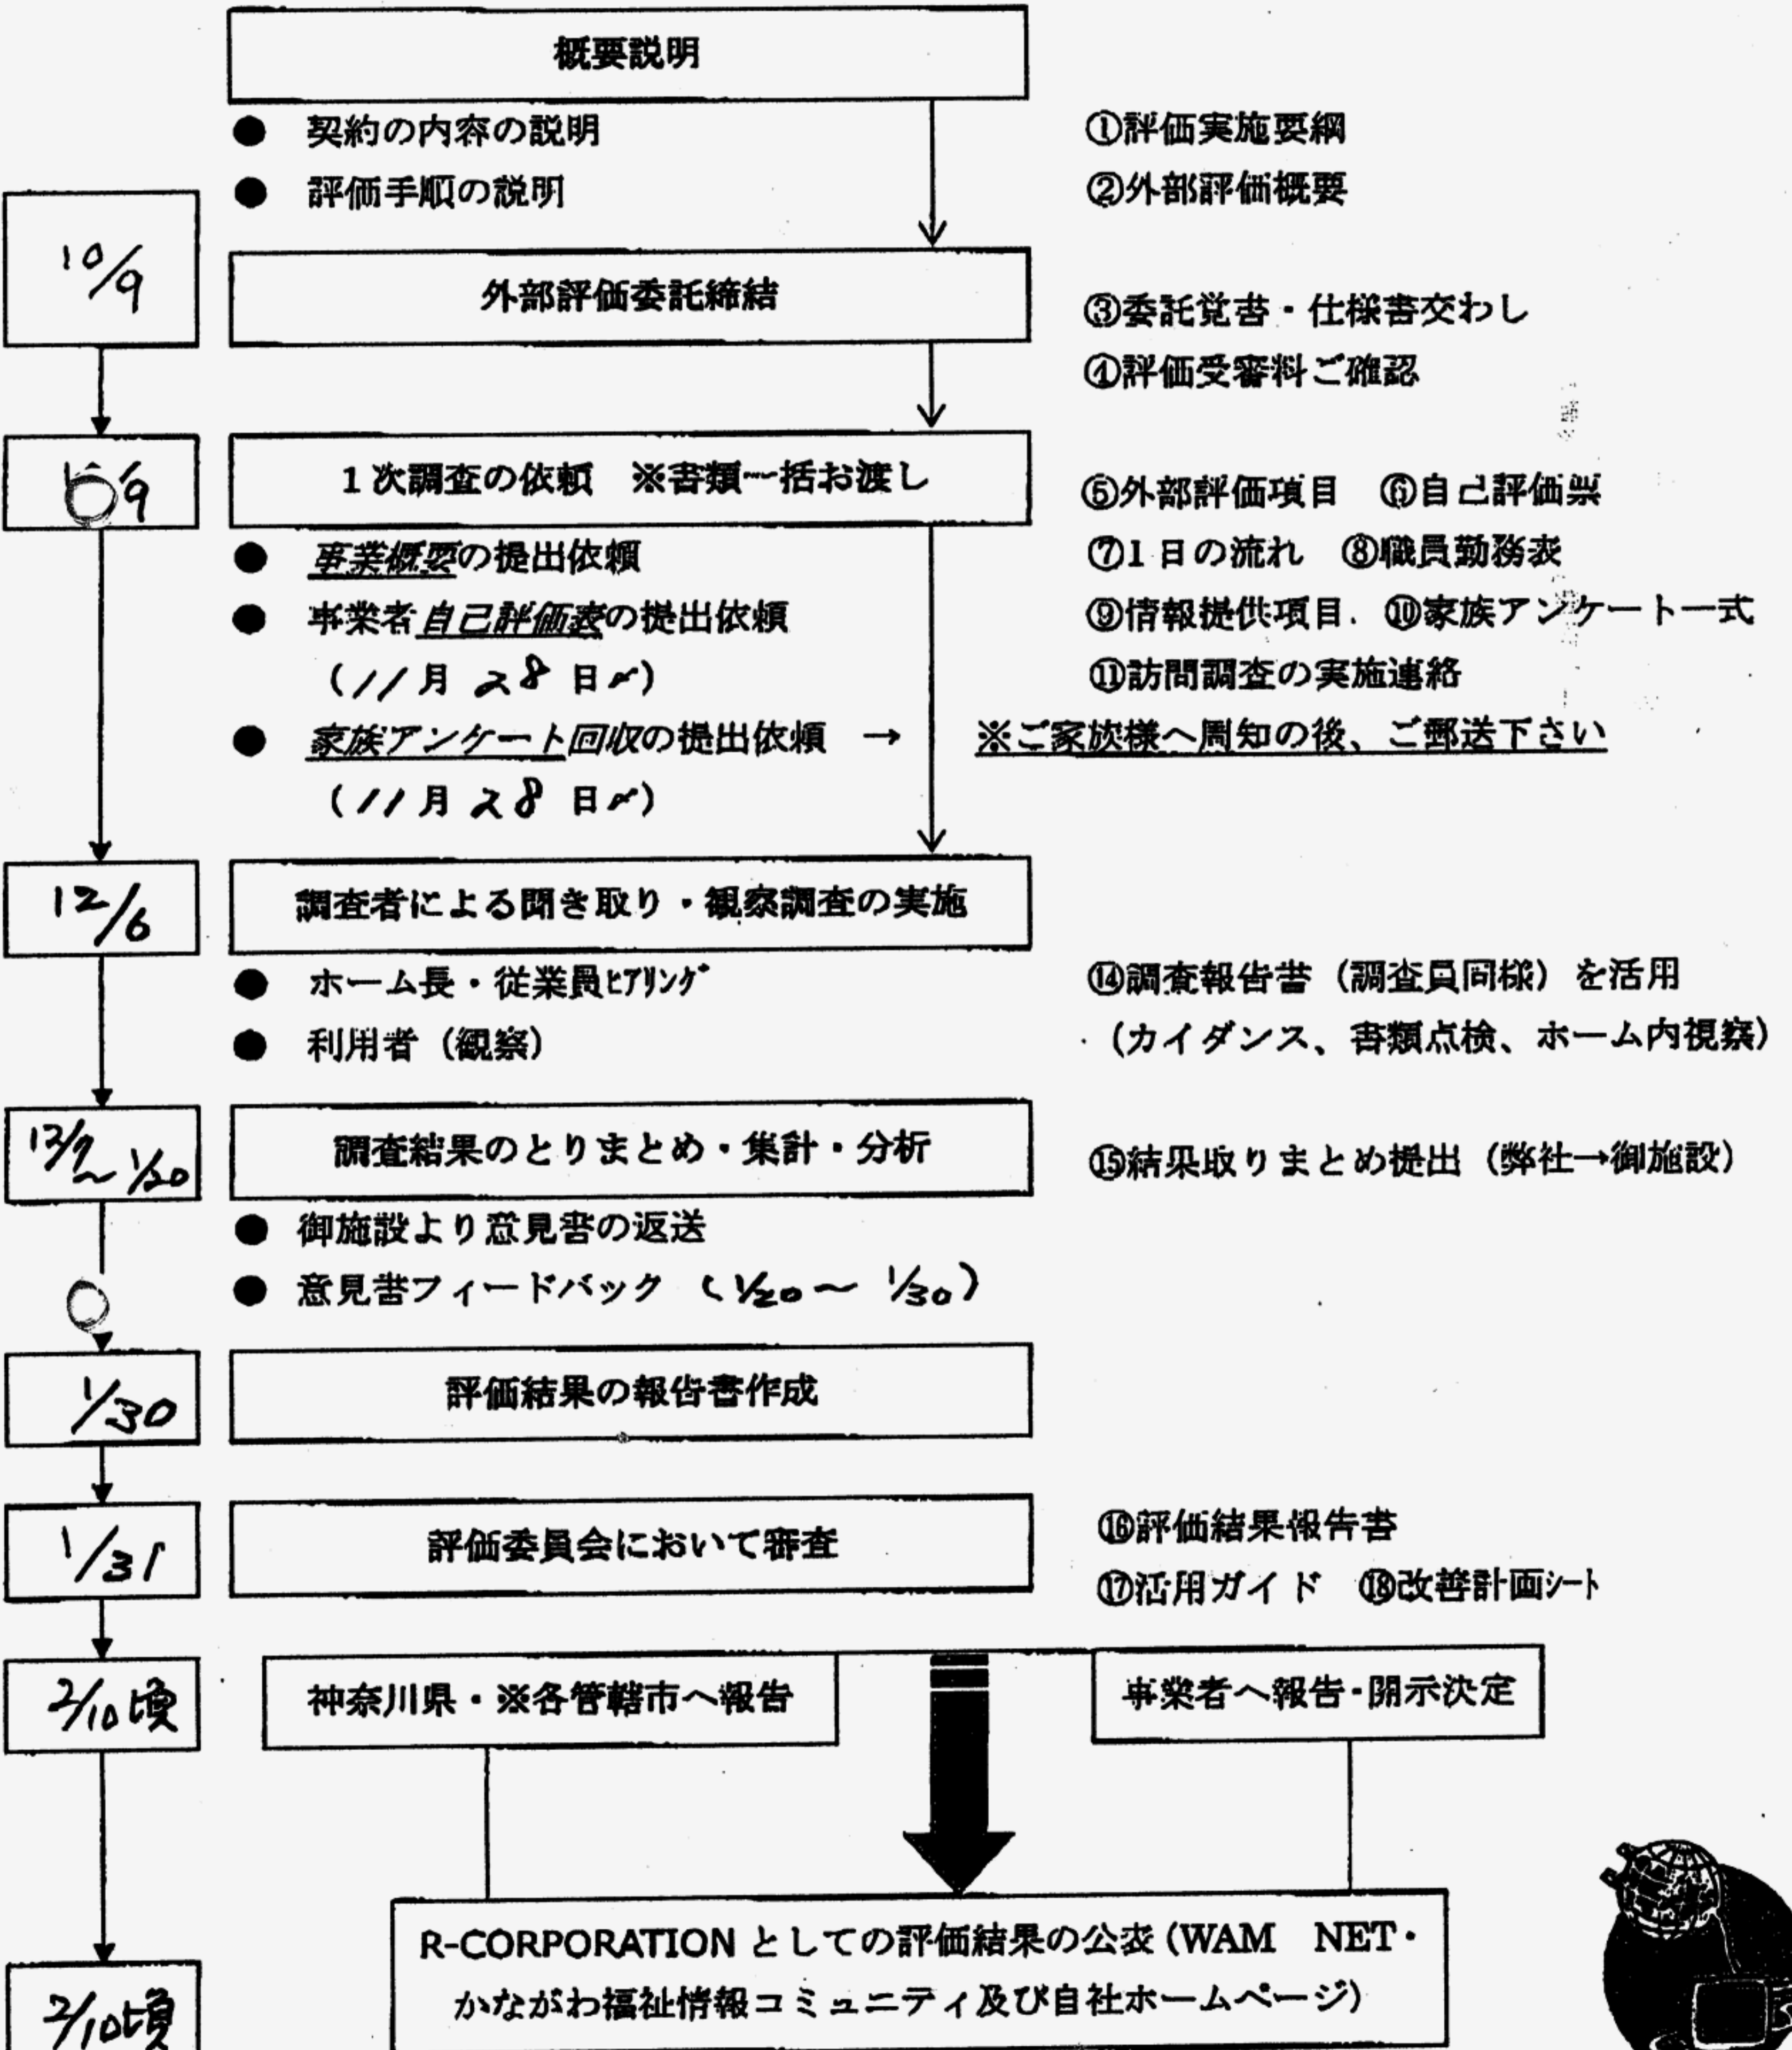 概要説明
● 契約の内容の説明
①評価実施要綱
● 評価手順の説明
②外部評価概要
10/9
外部評価委託締結
③委託覚書・仕様書交わし
④評価受審料ご確認
9
1次調査の依頼 ※書類一括お渡し
⑤外部評価項目 ⑥自己評価票
● 事業概要の提出依頼
⑦1日の流れ ⑧職員勤務表
● 事業者自己評価表の提出依頼
⑨情報提供項目. ⑩家族アンケート一式
(11月28日〆)
⑪訪問調査の実施連絡
● 家族アンケート回収の提出依頼 → ※ご家族様へ周知の後、ご郵送下さい
(11月28日〆)
12/6
調査者による聞き取り・観察調査の実施
● ホーム長・従業員ﾋｱﾘﾝｸﾞ
⑭調査報告書（調査員同様）を活用
● 利用者（観察）
（カイダンス、書類点検、ホーム内視察）
12/7～1/20
調査結果のとりまとめ・集計・分析
⑮結果取りまとめ提出（弊社→御施設）
● 御施設より意見書の返送
● 意見書フィードバック （1/20～1/30）
1/30
評価結果の報告書作成
1/31
評価委員会において審査
⑯評価結果報告書
⑰活用ガイド ⑱改善計画ｼｰﾄ
2/10頃
神奈川県・※各管轄市へ報告
事業者へ報告・開示決定
2/10頃
R-CORPORATION としての評価結果の公表（WAM NET・
かながわ福祉情報コミュニティ及び自社ホームページ）